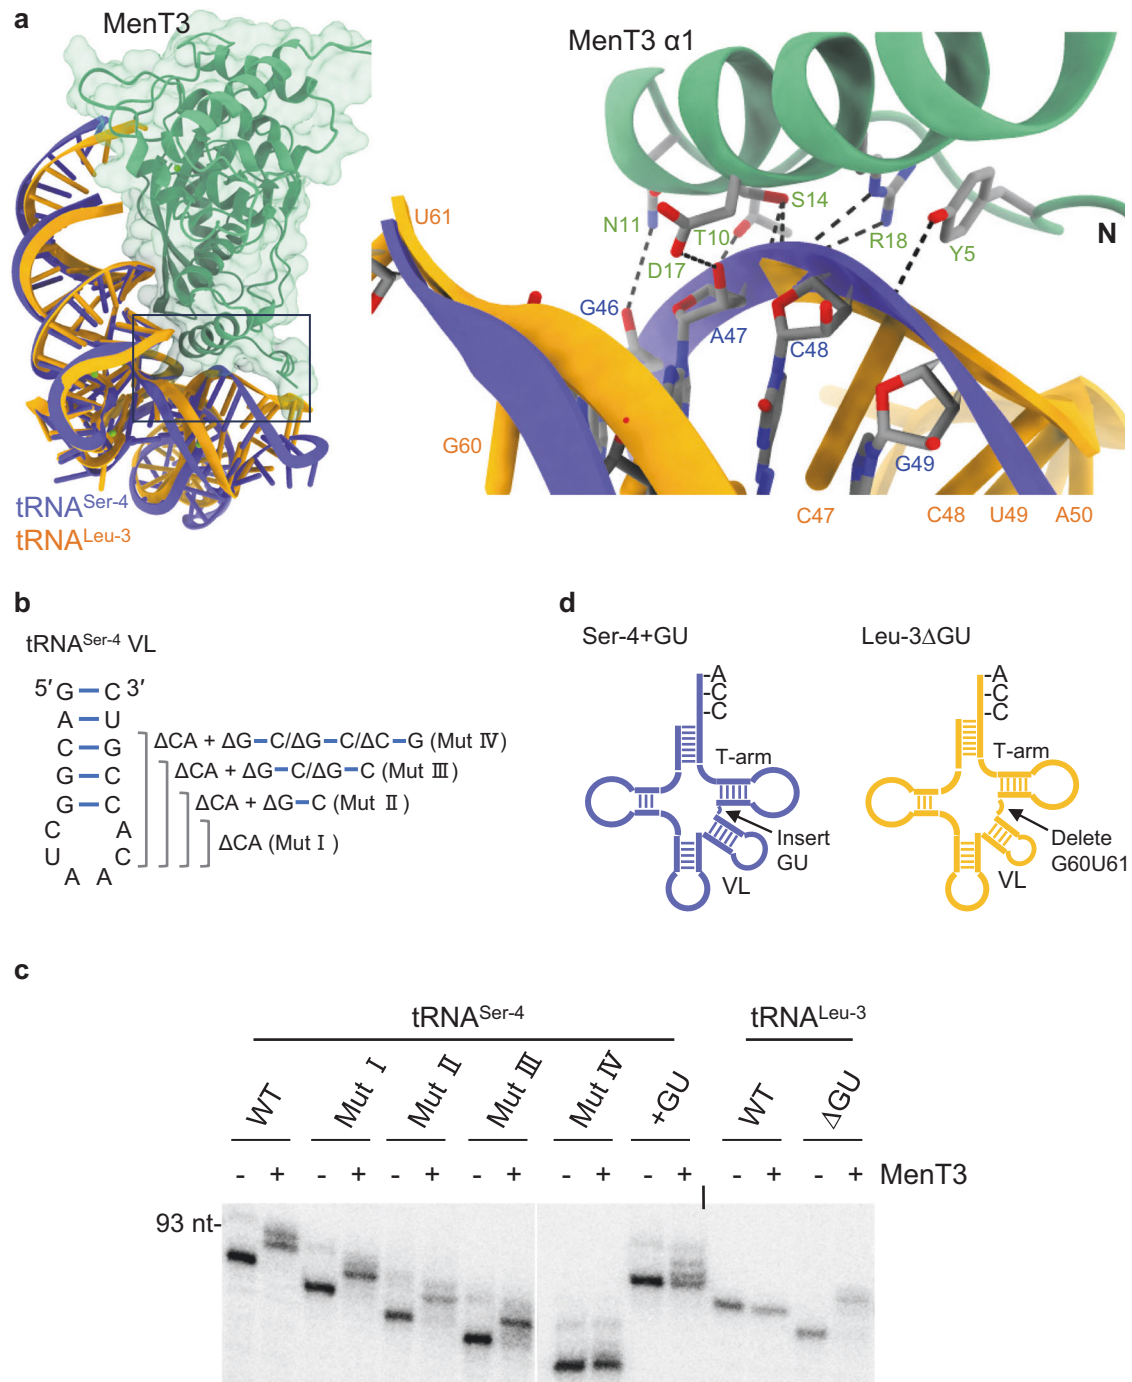 a
MenT3
MenT3 α1
U61
N11
T10
S14
D17
R18
Y5
N
G46
A47
C48
G49
G60
C47
C48
U49
A50
tRNASer-4
tRNALeu-3
b
tRNASer-4 VL
5′ G C 3′
A U
C G
G C
G C
C A
U C
A A
ΔCA + ΔG–C/ΔG–C/ΔC–G (Mut IV)
ΔCA + ΔG–C/ΔG–C (Mut III)
ΔCA + ΔG–C (Mut II)
ΔCA (Mut I)
d
Ser-4+GU
Leu-3ΔGU
-A
-C
-C
T-arm
Insert
GU
VL
-A
-C
-C
T-arm
Delete
G60U61
VL
c
tRNASer-4
tRNALeu-3
WT
Mut I
Mut II
Mut III
Mut IV
+GU
WT
ΔGU
- + - + - + - + - + - + - + - + MenT3
93 nt-